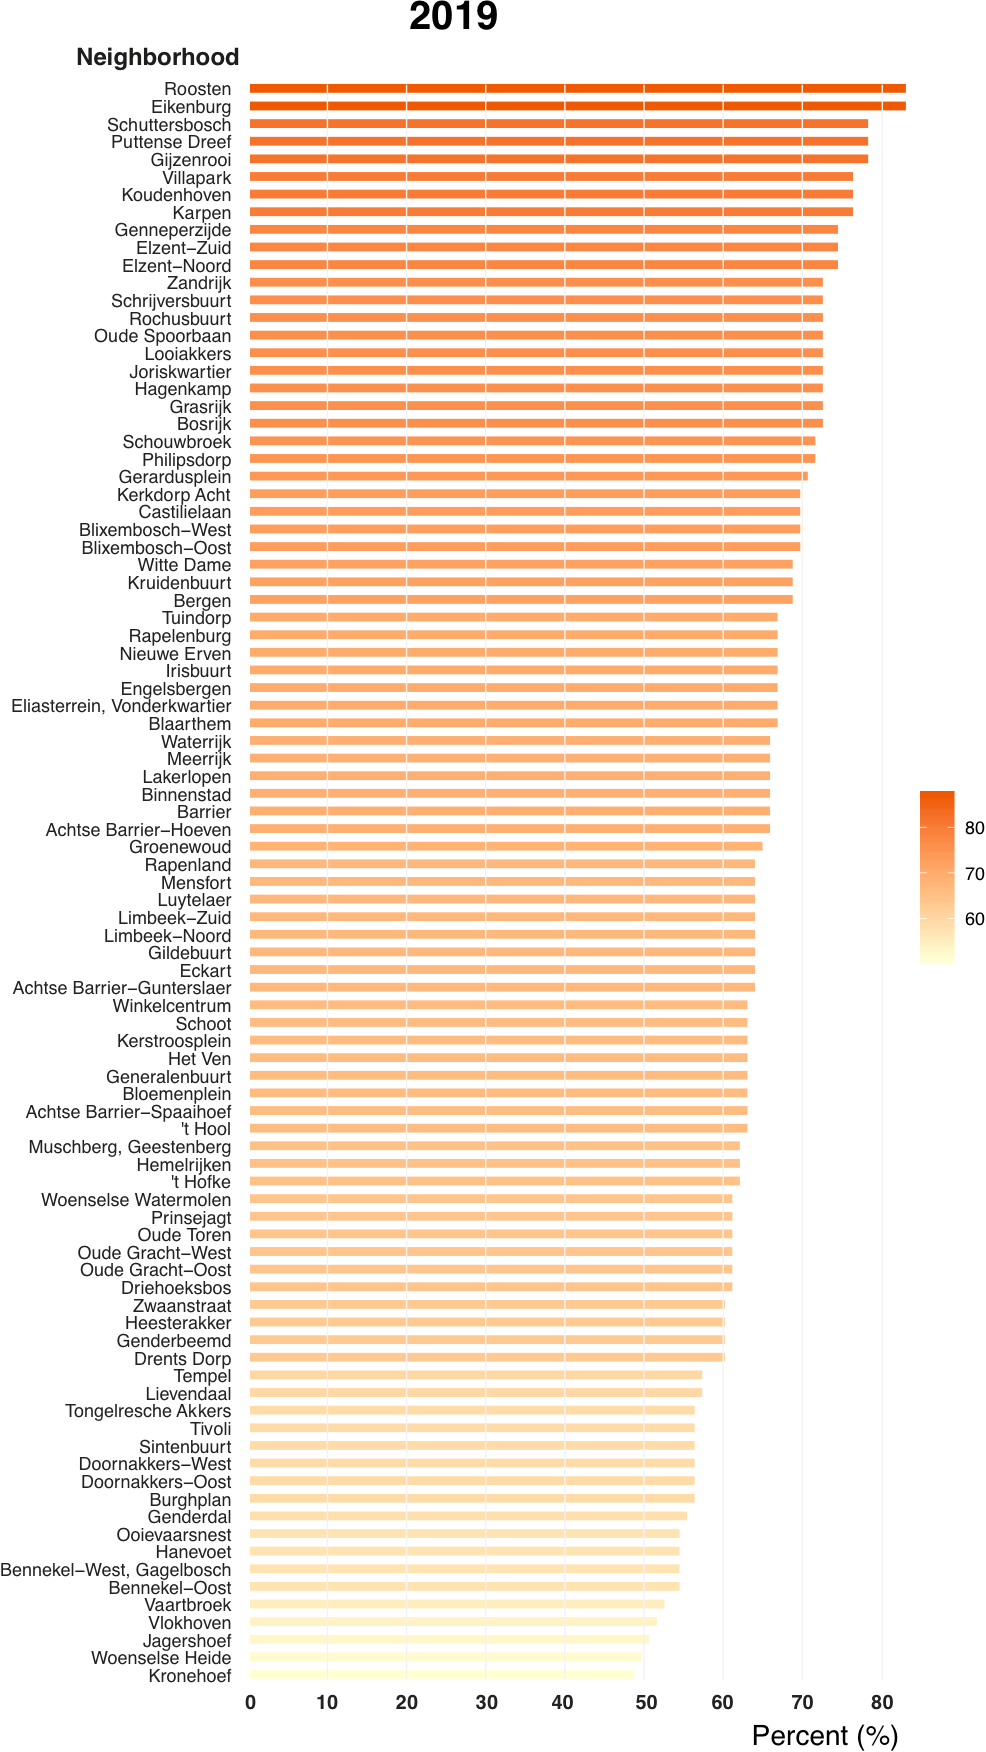 2019
Neighborhood
Roosten
Eikenburg
Schuttersbosch
Puttense Dreef
Gijzenrooi
Villapark
Koudenhoven
Karpen
Genneperzijde
Elzent−Zuid
Elzent−Noord
Zandrijk
Schrijversbuurt
Rochusbuurt
Oude Spoorbaan
Looiakkers
Joriskwartier
Hagenkamp
Grasrijk
Bosrijk
Schouwbroek
Philipsdorp
Gerardusplein
Kerkdorp Acht
Castilielaan
Blixembosch−West
Blixembosch−Oost
Witte Dame
Kruidenbuurt
Bergen
Tuindorp
Rapelenburg
Nieuwe Erven
Irisbuurt
Engelsbergen
Eliasterrein, Vonderkwartier
Blaarthem
Waterrijk
Meerrijk
Lakerlopen
Binnenstad
Barrier
Achtse Barrier−Hoeven
Groenewoud
Rapenland
Mensfort
Luytelaer
Limbeek−Zuid
Limbeek−Noord
Gildebuurt
Eckart
Achtse Barrier−Gunterslaer
Winkelcentrum
Schoot
Kerstroosplein
Het Ven
Generalenbuurt
Bloemenplein
Achtse Barrier−Spaaihoef
't Hool
Muschberg, Geestenberg
Hemelrijken
't Hofke
Woenselse Watermolen
Prinsejagt
Oude Toren
Oude Gracht−West
Oude Gracht−Oost
Driehoeksbos
Zwaanstraat
Heesterakker
Genderbeemd
Drents Dorp
Tempel
Lievendaal
Tongelresche Akkers
Tivoli
Sintenbuurt
Doornakkers−West
Doornakkers−Oost
Burghplan
Genderdal
Ooievaarsnest
Hanevoet
Bennekel−West, Gagelbosch
Bennekel−Oost
Vaartbroek
Vlokhoven
Jagershoef
Woenselse Heide
Kronehoef
0 10 20 30 40 50 60 70 80
Percent (%)
80
70
60